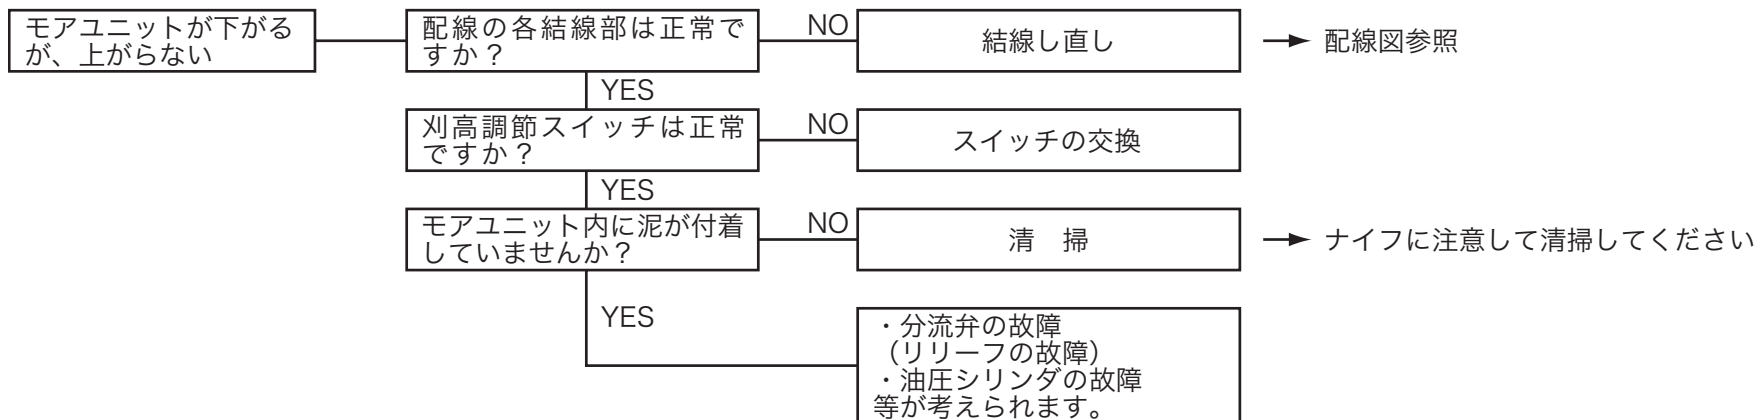 モアユニットが下がる
が、上がらない
配線の各結線部は正常で
すか？
NO
結線し直し
配線図参照
YES
刈高調節スイッチは正常
ですか？
NO
スイッチの交換
YES
モアユニット内に泥が付着
していませんか？
NO
清　掃
ナイフに注意して清掃してください
YES
・分流弁の故障
（リリーフの故障）
・油圧シリンダの故障
等が考えられます。